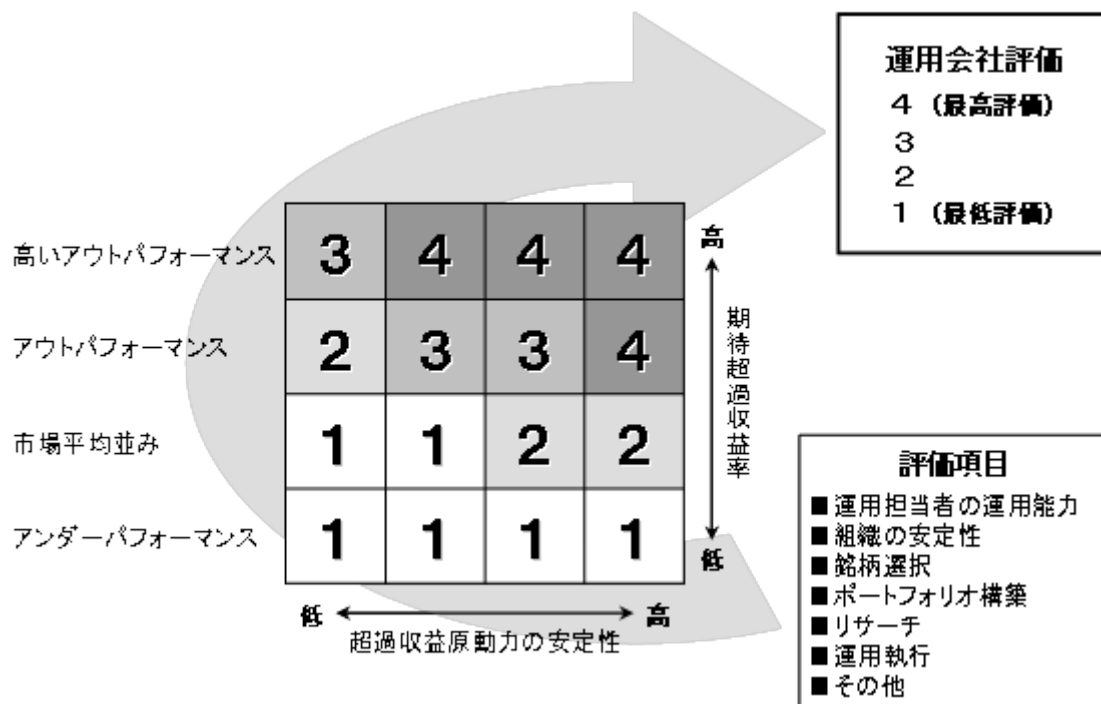 運用会社評価
4 (最高評価)
3
2
1 (最低評価)
高いアウトパフォーマンス 3 4 4 4
アウトパフォーマンス 2 3 3 4
市場平均並み 1 1 2 2
アンダーパフォーマンス 1 1 1 1
高
期待超過収益率
低
低 高
超過収益原動力の安定性
評価項目
■運用担当者の運用能力
■組織の安定性
■銘柄選択
■ポートフォリオ構築
■リサーチ
■運用執行
■その他